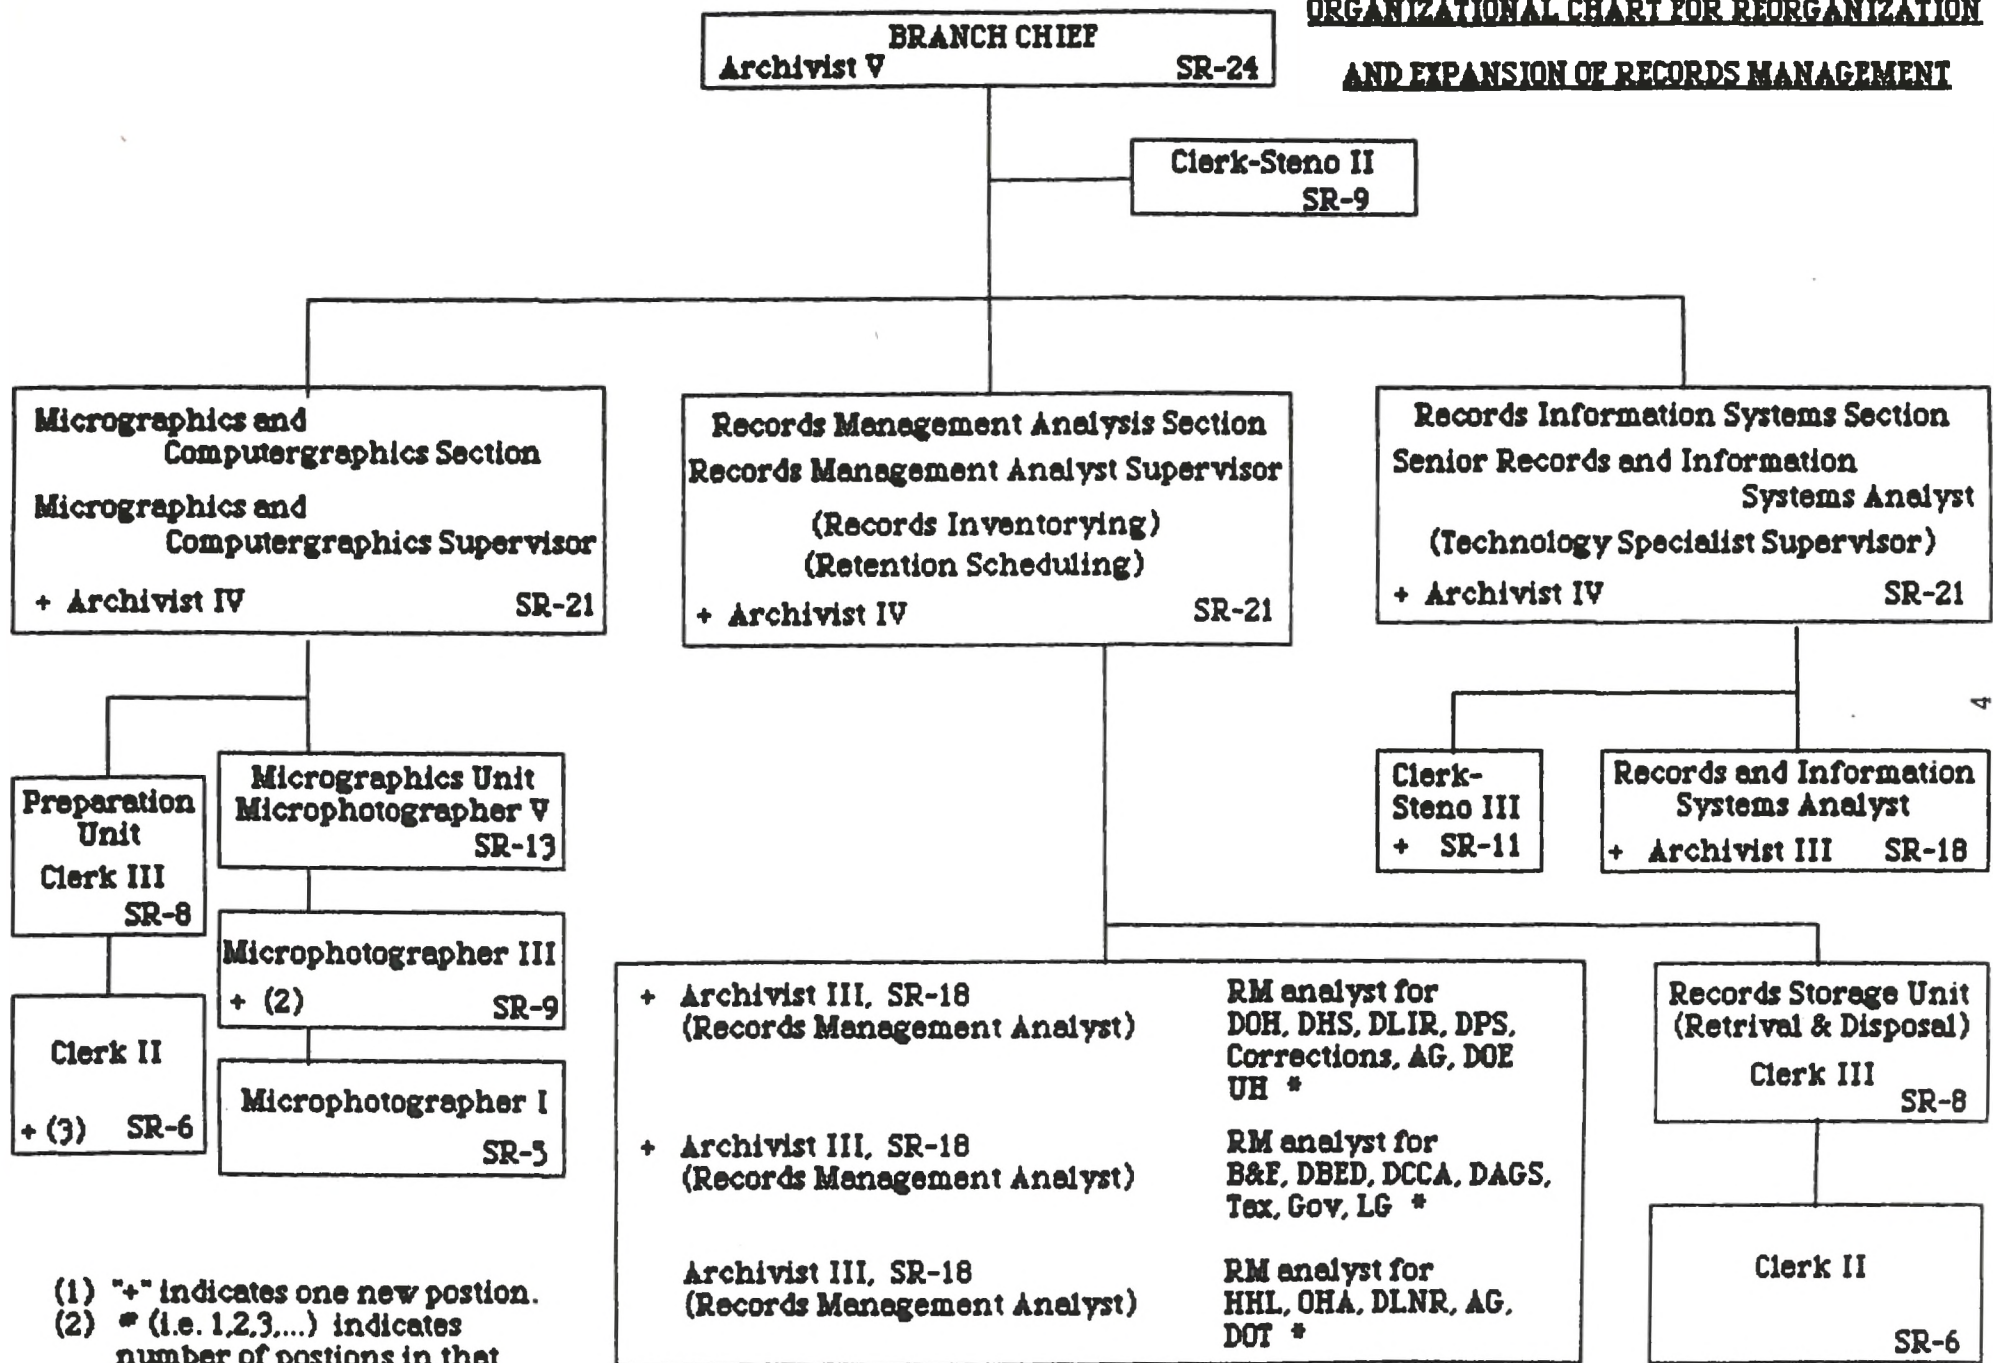 ORGANIZATIONAL CHART FOR REORGANIZATION
AND EXPANSION OF RECORDS MANAGEMENT
BRANCH CHIEF
Archivist V SR-24
Clerk-Steno II
SR-9
Micrographics and
Computergraphics Section
Micrographics and
Computergraphics Supervisor
+ Archivist IV SR-21
Records Management Analysis Section
Records Management Analyst Supervisor
(Records Inventorying)
(Retention Scheduling)
+ Archivist IV SR-21
Records Information Systems Section
Senior Records and Information
Systems Analyst
(Technology Specialist Supervisor)
+ Archivist IV SR-21
4
Preparation
Unit
Clerk III
SR-8
Clerk II
+ (3) SR-6
Micrographics Unit
Microphotographer V
SR-13
Microphotographer III
+ (2) SR-9
Microphotographer I
SR-5
Clerk-
Steno III
+ SR-11
Records and Information
Systems Analyst
+ Archivist III SR-18
+ Archivist III, SR-18
(Records Management Analyst)
RM analyst for
DOH, DHS, DLIR, DPS,
Corrections, AG, DOE
UH *
+ Archivist III, SR-18
(Records Management Analyst)
RM analyst for
B&F, DBED, DCCA, DAGS,
Tax, Gov, LG *
Archivist III, SR-18
(Records Management Analyst)
RM analyst for
HHL, OHA, DLNR, AG,
DOT *
Records Storage Unit
(Retrival & Disposal)
Clerk III
SR-8
Clerk II
SR-6
(1) "+" indicates one new postion.
(2) # (i.e. 1,2,3,...) indicates
number of postions in that